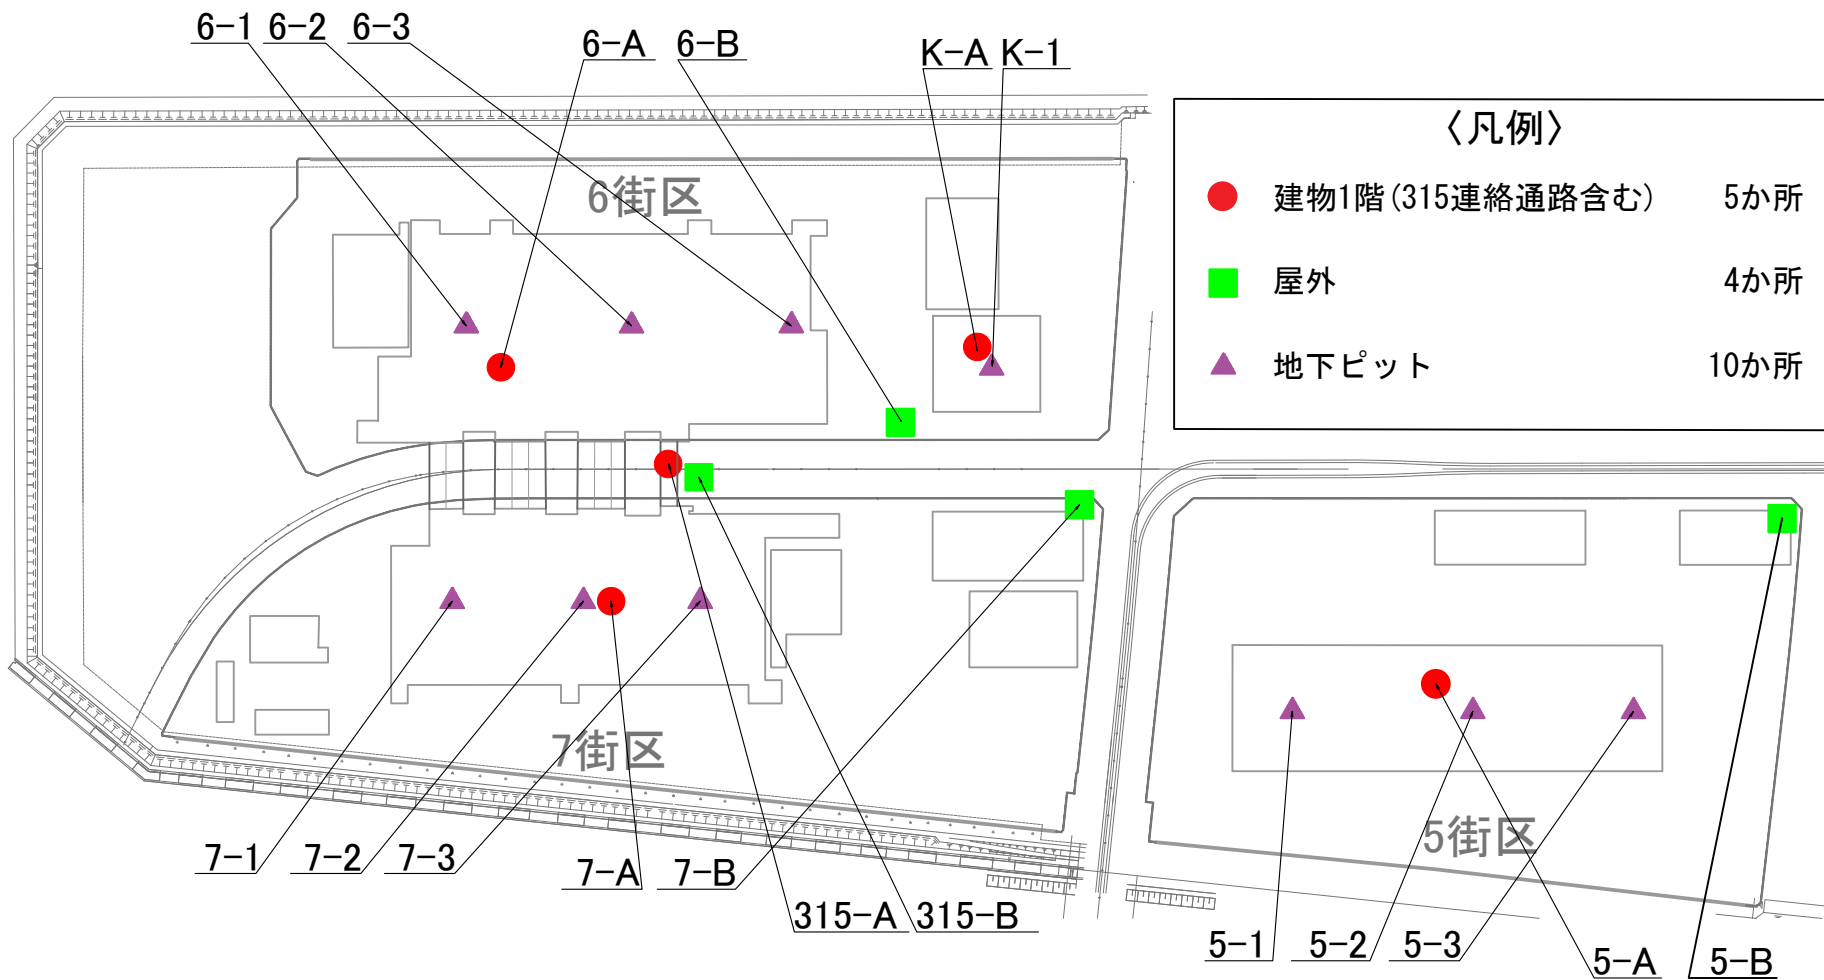 6-1 6-2 6-3 6-A 6-B K-A K-1
〈凡例〉
建物1階(315連絡通路含む) 5か所
屋外 4か所
地下ピット 10か所
6街区
7街区
5街区
7-1 7-2 7-3 7-A 7-B
315-A 315-B
5-1 5-2 5-3 5-A 5-B